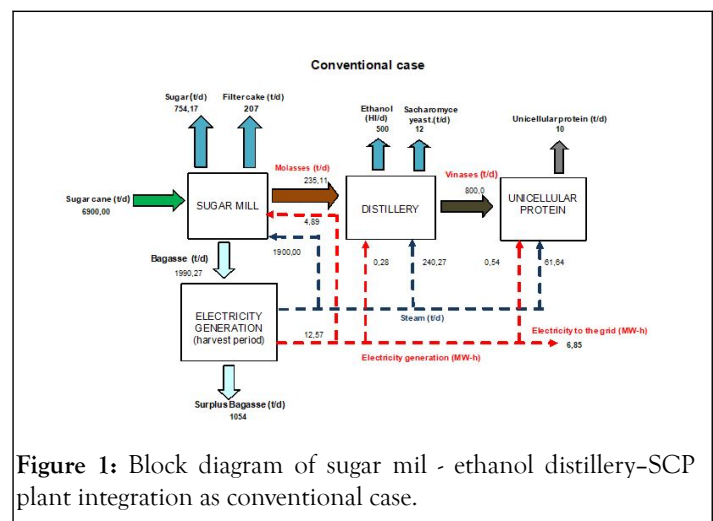 Conventional case
Sugar (t/d)
754,17
Filter cake (t/d)
207
Ethanol
(Hl/d)
500
Sacharomyce
yeast.(t/d)
12
Unicellular protein (t/d)
10
Sugar cane (t/d)
6900,00
SUGAR MILL
Molasses (t/d)
235,11
DISTILLERY
Vinases (t/d)
800,0
UNICELLULAR
PROTEIN
4,89
1900,00
0,28
240,27
0,54
61,64
Bagasse (t/d)
1990,27
ELECTRICITY
GENERATION
(harvest period)
12,57
Steam (t/d)
Electricity generation (MW-h)
Electricity to the grid (MW-h)
6,85
Surplus Bagasse (t/d)
1054
Figure 1: Block diagram of sugar mil - ethanol distillery–SCP
plant integration as conventional case.